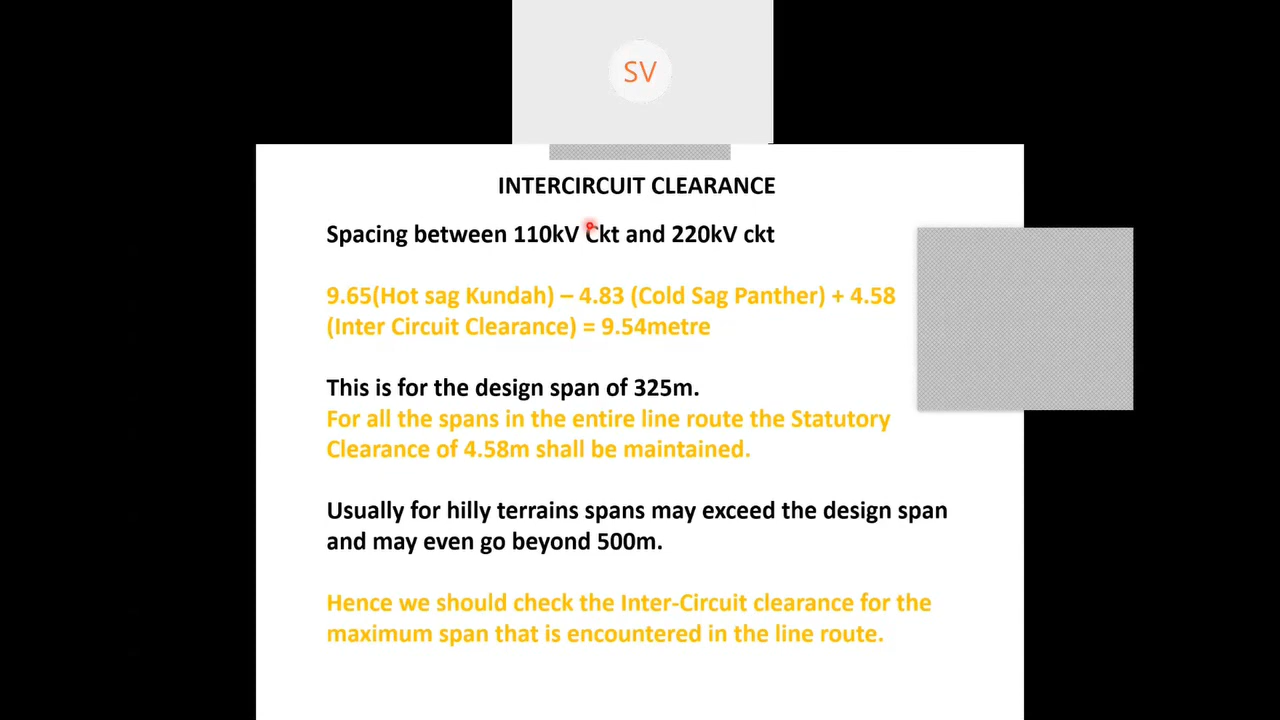 SV
INTERCIRCUIT CLEARANCE
Spacing between 110kV Ckt and 220kV ckt
9.65(Hot sag Kundah) – 4.83 (Cold Sag Panther) + 4.58
(Inter Circuit Clearance) = 9.54metre
This is for the design span of 325m.
For all the spans in the entire line route the Statutory
Clearance of 4.58m shall be maintained.
Usually for hilly terrains spans may exceed the design span
and may even go beyond 500m.
Hence we should check the Inter-Circuit clearance for the
maximum span that is encountered in the line route.